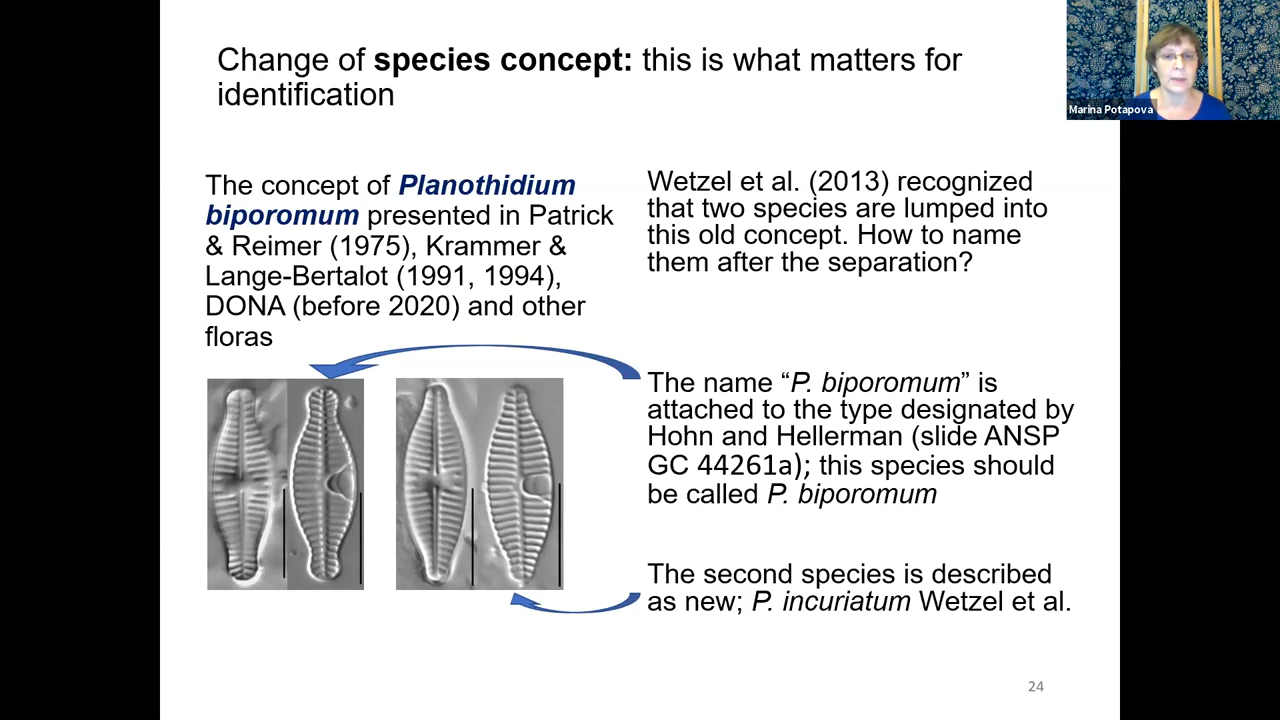 Change of species concept: this is what matters for
identification
Marina Potapova
The concept of Planothidium
biporomum presented in Patrick
& Reimer (1975), Krammer &
Lange-Bertalot (1991, 1994),
DONA (before 2020) and other
floras
Wetzel et al. (2013) recognized
that two species are lumped into
this old concept. How to name
them after the separation?
The name “P. biporomum” is
attached to the type designated by
Hohn and Hellerman (slide ANSP
GC 44261a); this species should
be called P. biporomum
The second species is described
as new; P. incuriatum Wetzel et al.
24